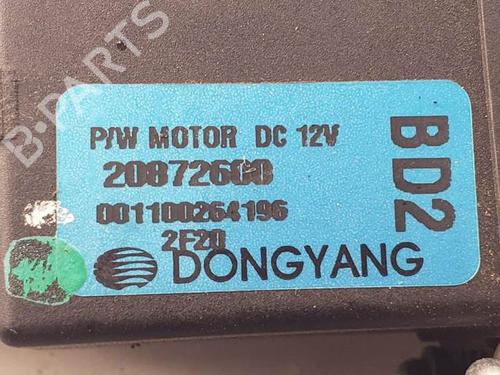 B-PARTS
P/W MOTOR DC 12V
20872600
001100264196
2F20
DONGYANG
BD2